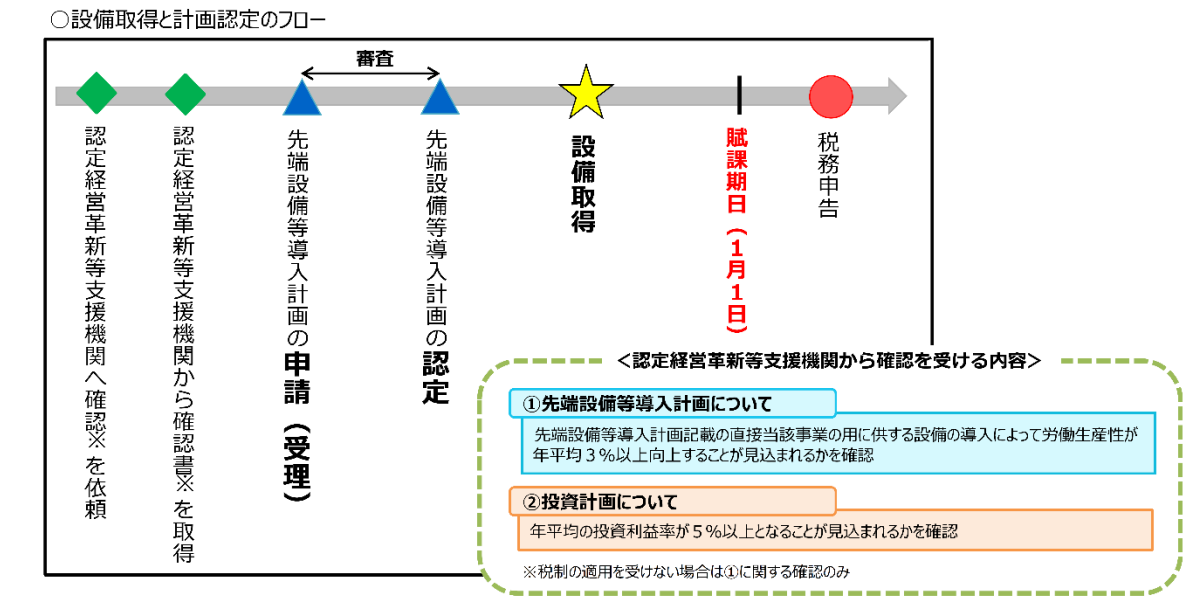 ○設備取得と計画認定のフロー
審査
認定経営革新等支援機関へ確認※を依頼
認定経営革新等支援機関から確認書※を取得
先端設備等導入計画の申請（受理）
先端設備等導入計画の認定
設備取得
賦課期日（１月１日）
税務申告
＜認定経営革新等支援機関から確認を受ける内容＞
①先端設備等導入計画について
先端設備等導入計画記載の直接当該事業の用に供する設備の導入によって労働生産性が
年平均３％以上向上することが見込まれるかを確認
②投資計画について
年平均の投資利益率が５％以上となることが見込まれるかを確認
※税制の適用を受けない場合は①に関する確認のみ